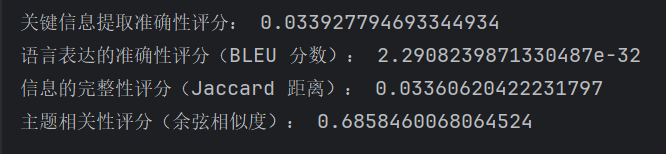 关键信息提取准确性评分： 0.033927794693344934
语言表达的准确性评分（BLEU 分数）： 2.2908239871330487e-32
信息的完整性评分（Jaccard 距离）： 0.03360620422231797
主题相关性评分（余弦相似度）： 0.6858460068064524